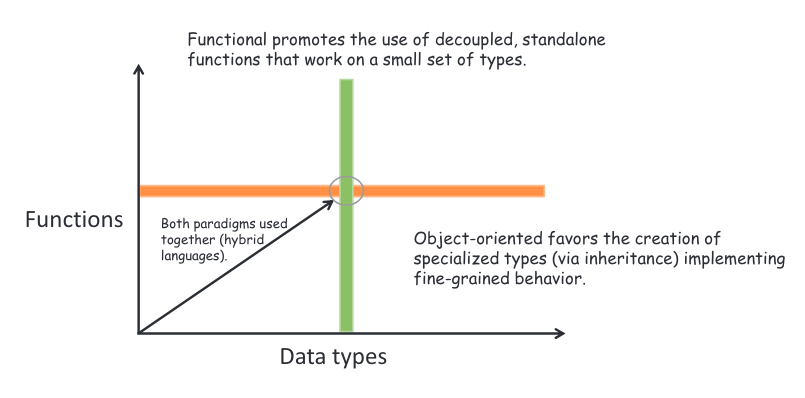 Functional promotes the use of decoupled, standalone
functions that work on a small set of types.
Functions
Both paradigms used
together (hybrid
languages).
Object-oriented favors the creation of
specialized types (via inheritance) implementing
fine-grained behavior.
Data types